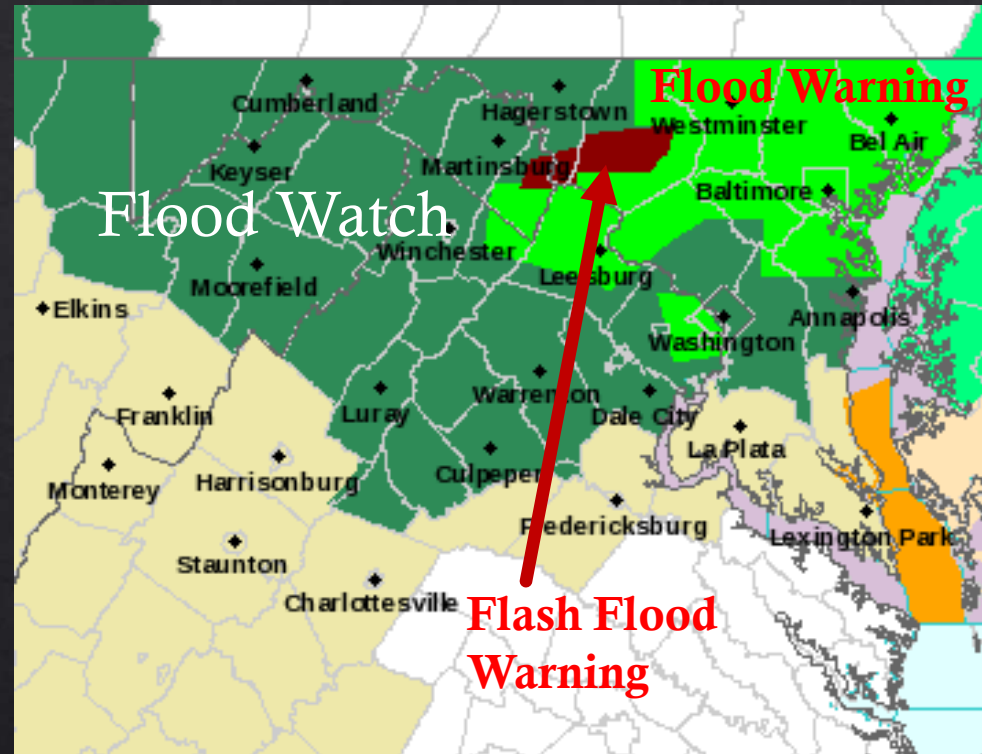 Flood Warning
Cumberland
Hagerstown
Westminster
Bel Air
Keyser
Martinsburg
Baltimore
Flood Watch
Winchester
Leesburg
Moorefield
Elkins
Annapolis
Washington
Franklin
Luray
Warrenton
Dale City
La Plata
Monterey
Harrisonburg
Culpeper
Fredericksburg
Lexington Park
Staunton
Charlottesville
Flash Flood
Warning